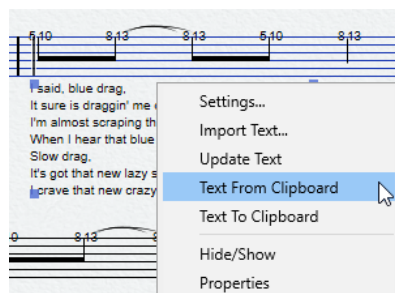 5,10 8,13 8,13 5,10 8,13
I said, blue drag,
It sure is draggin' me
I'm almost scraping th
When I hear that blue
Slow drag,
It's got that new lazy s
I crave that new crazy
Settings...
Import Text...
Update Text
Text From Clipboard
Text To Clipboard
Hide/Show
Properties
8,13